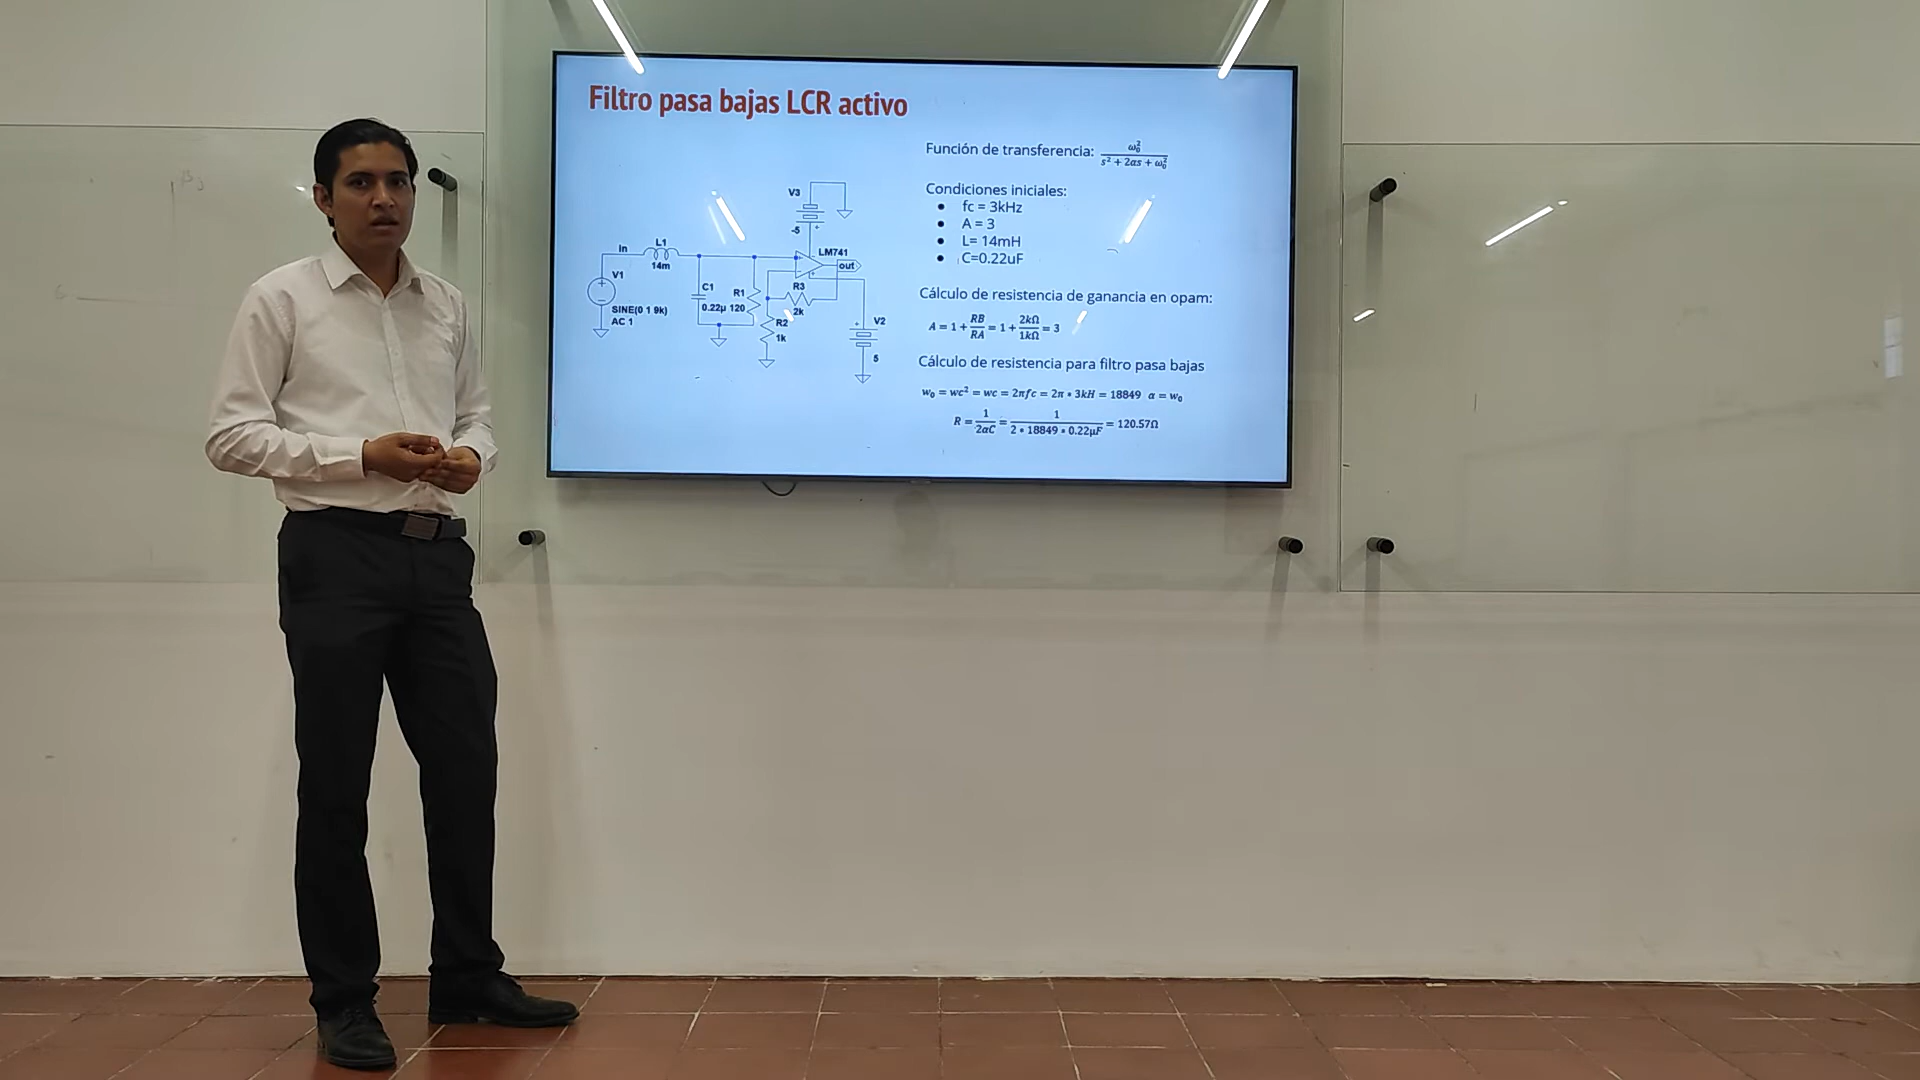 Filtro pasa bajas LCR activo
V3
-5
In
L1
14m
LM741
out
V1
SINE(0 1 9k)
AC 1
C1
0.22µ
R1
120
R3
2k
R2
1k
V2
5
Función de transferencia: ω₀² / (s² + 2αs + ω₀²)
Condiciones iniciales:
• fc = 3kHz
• A = 3
• L= 14mH
• C=0.22uF
Cálculo de resistencia de ganancia en opam:
A = 1 + RB/RA = 1 + 2kΩ/1kΩ = 3
Cálculo de resistencia para filtro pasa bajas
w₀ = wc² = wc = 2πfc = 2π * 3kH = 18849 α = w₀
R = 1/(2αC) = 1/(2 * 18849 * 0.22µF) = 120.57Ω